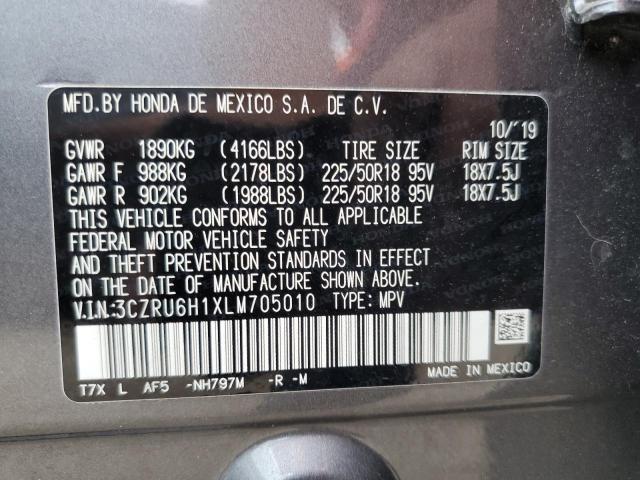 MFD.BY HONDA DE MEXICO S.A. DE C.V.
10/'19
GVWR 1890KG (4166LBS) TIRE SIZE RIM SIZE
GAWR F 988KG (2178LBS) 225/50R18 95V 18X7.5J
GAWR R 902KG (1988LBS) 225/50R18 95V 18X7.5J
THIS VEHICLE CONFORMS TO ALL APPLICABLE
FEDERAL MOTOR VEHICLE SAFETY
AND THEFT PREVENTION STANDARDS IN EFFECT
ON THE DATE OF MANUFACTURE SHOWN ABOVE.
V.I.N.:3CZRU6H1XLM705010 TYPE: MPV
T7X L AF5 -NH797M -R -M
MADE IN MEXICO